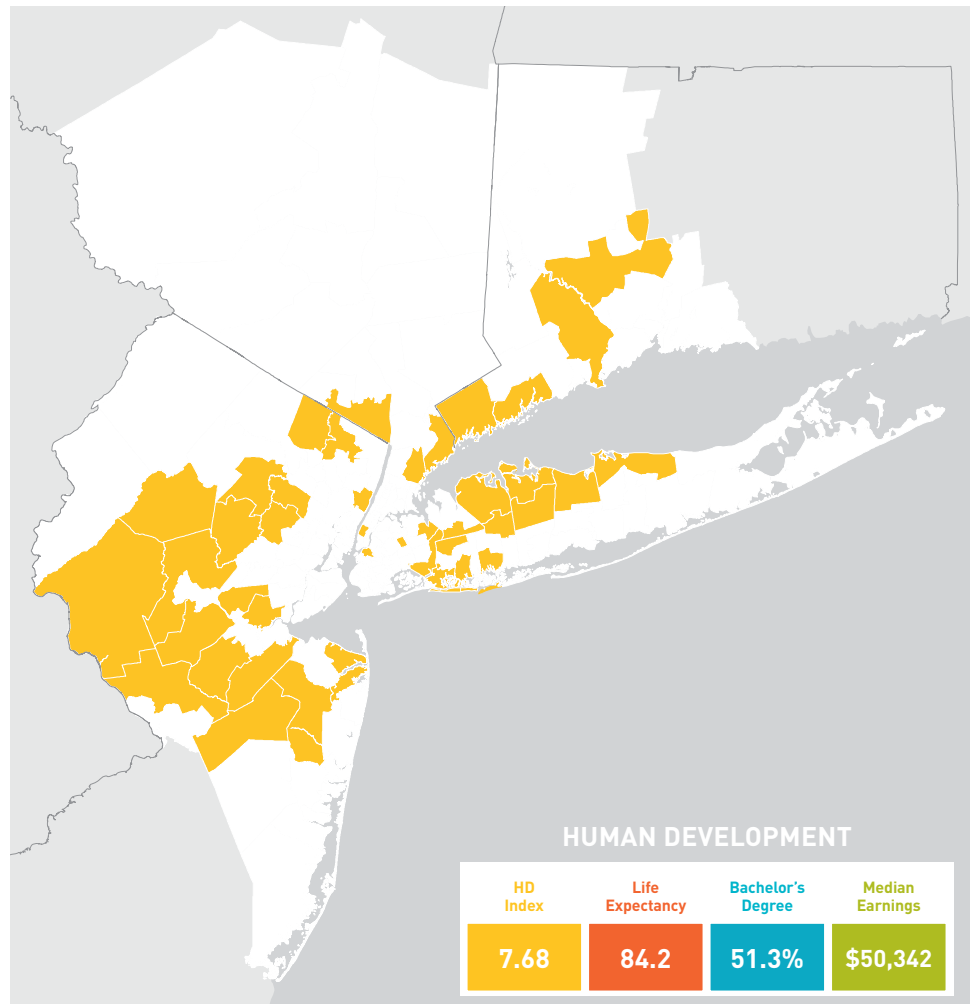 HUMAN DEVELOPMENT
HD
Index
Life
Expectancy
Bachelor's
Degree
Median
Earnings
7.68
84.2
51.3%
$50,342